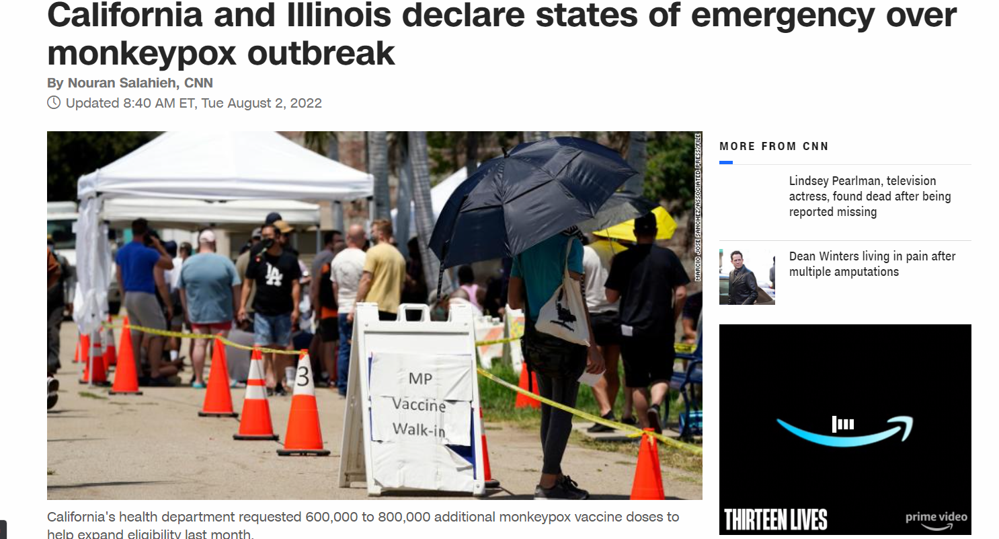 California and Illinois declare states of emergency over
monkeypox outbreak
By Nouran Salahieh, CNN
Updated 8:40 AM ET, Tue August 2, 2022
MARCIO JOSE SANCHEZ/ASSOCIATED PRESS/FILE
LA
3
MP
Vaccine
Walk-in
California's health department requested 600,000 to 800,000 additional monkeypox vaccine doses to
help expand eligibility last month.
MORE FROM CNN
Lindsey Pearlman, television
actress, found dead after being
reported missing
Dean Winters living in pain after
multiple amputations
THIRTEEN LIVES
prime video